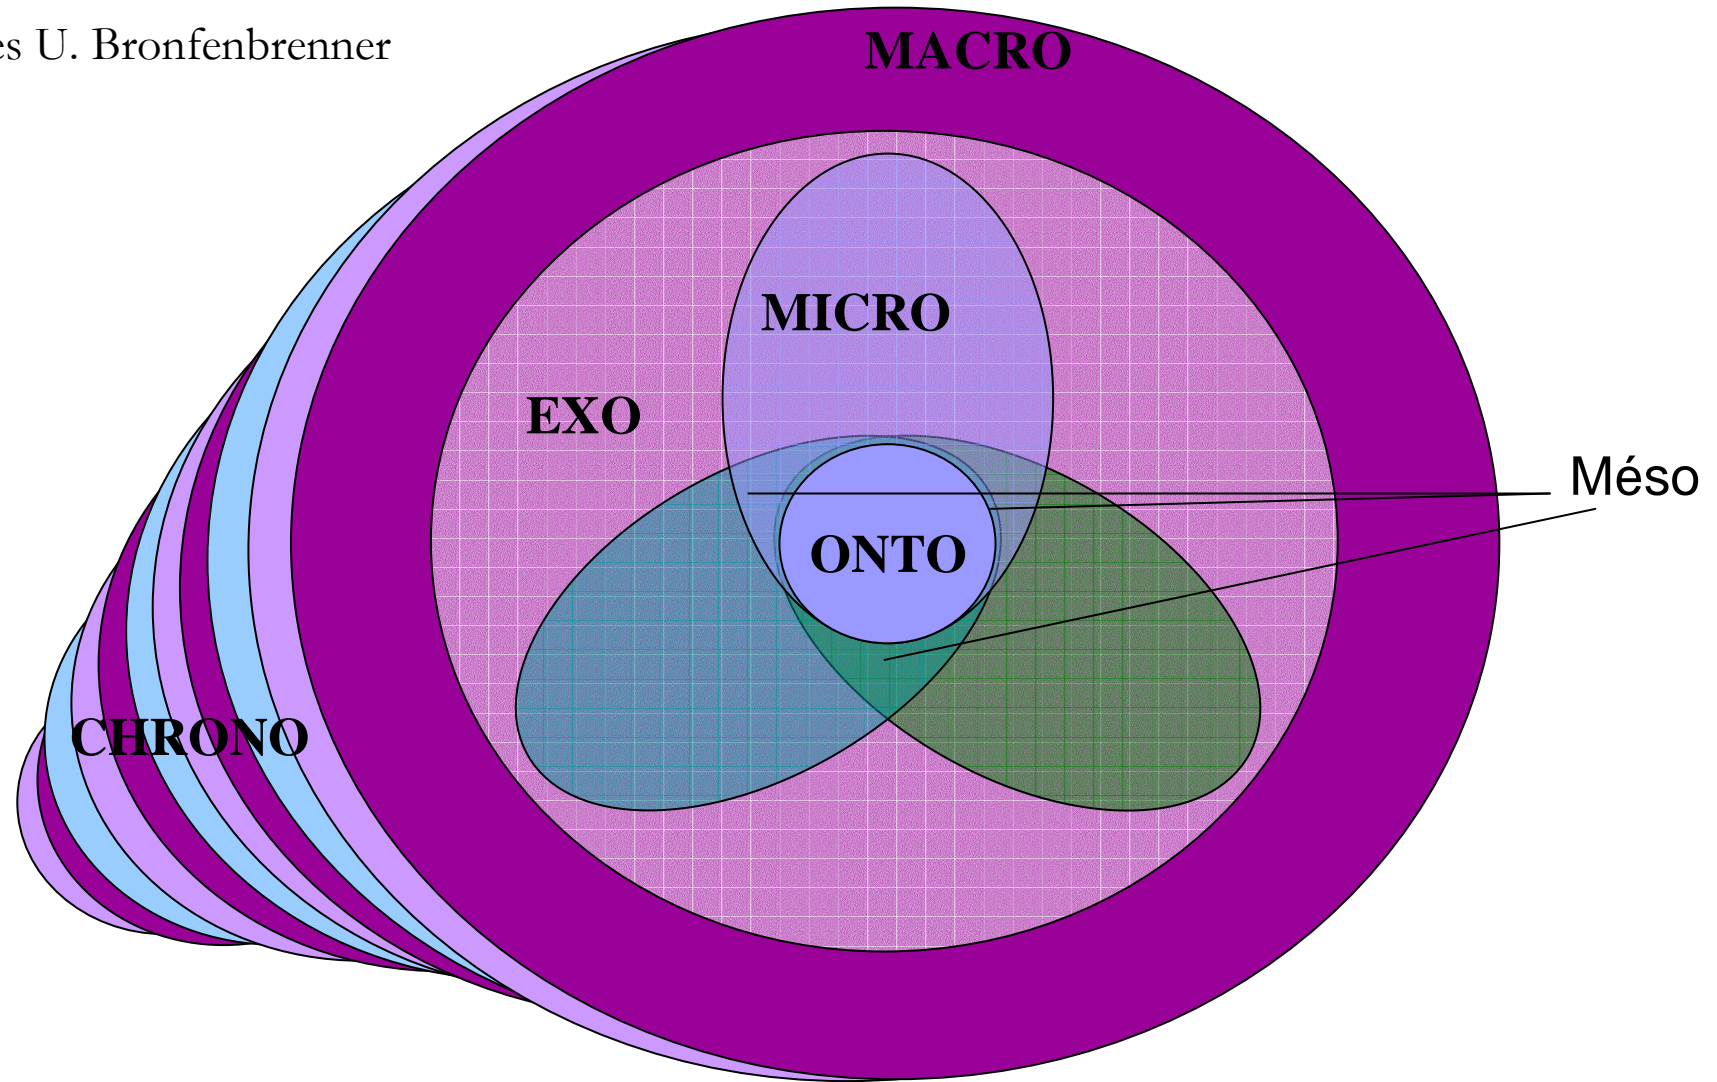 es U. Bronfenbrenner
MACRO
MICRO
EXO
Méso
ONTO
CHRONO